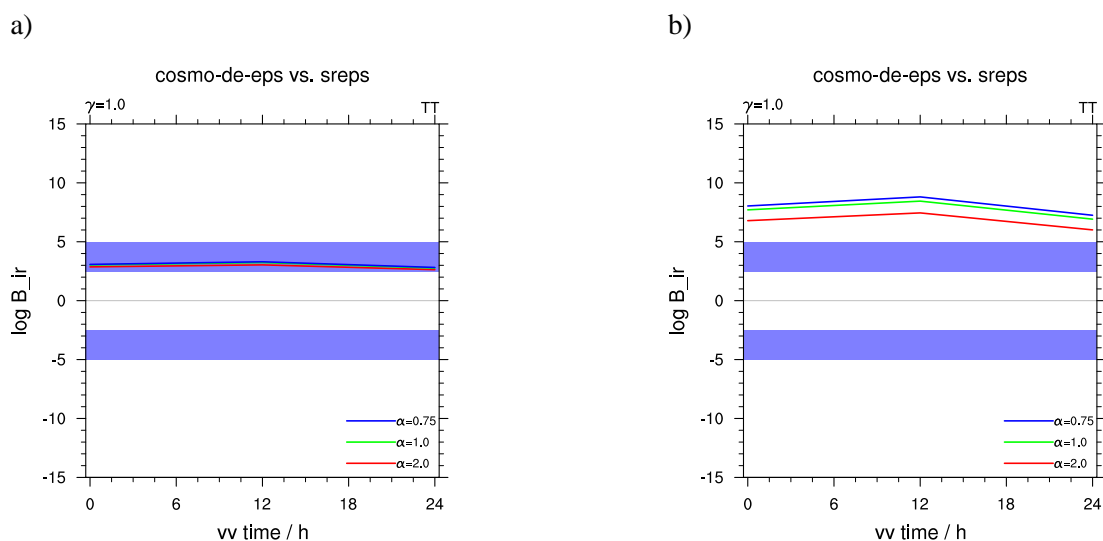 a)
cosmo-de-eps vs. sreps
γ=1.0
TT
15
10
5
0
-5
-10
-15
log B_ir
α=0.75
α=1.0
α=2.0
0 6 12 18 24
vv time / h
b)
cosmo-de-eps vs. sreps
γ=1.0
TT
15
10
5
0
-5
-10
-15
log B_ir
α=0.75
α=1.0
α=2.0
0 6 12 18 24
vv time / h